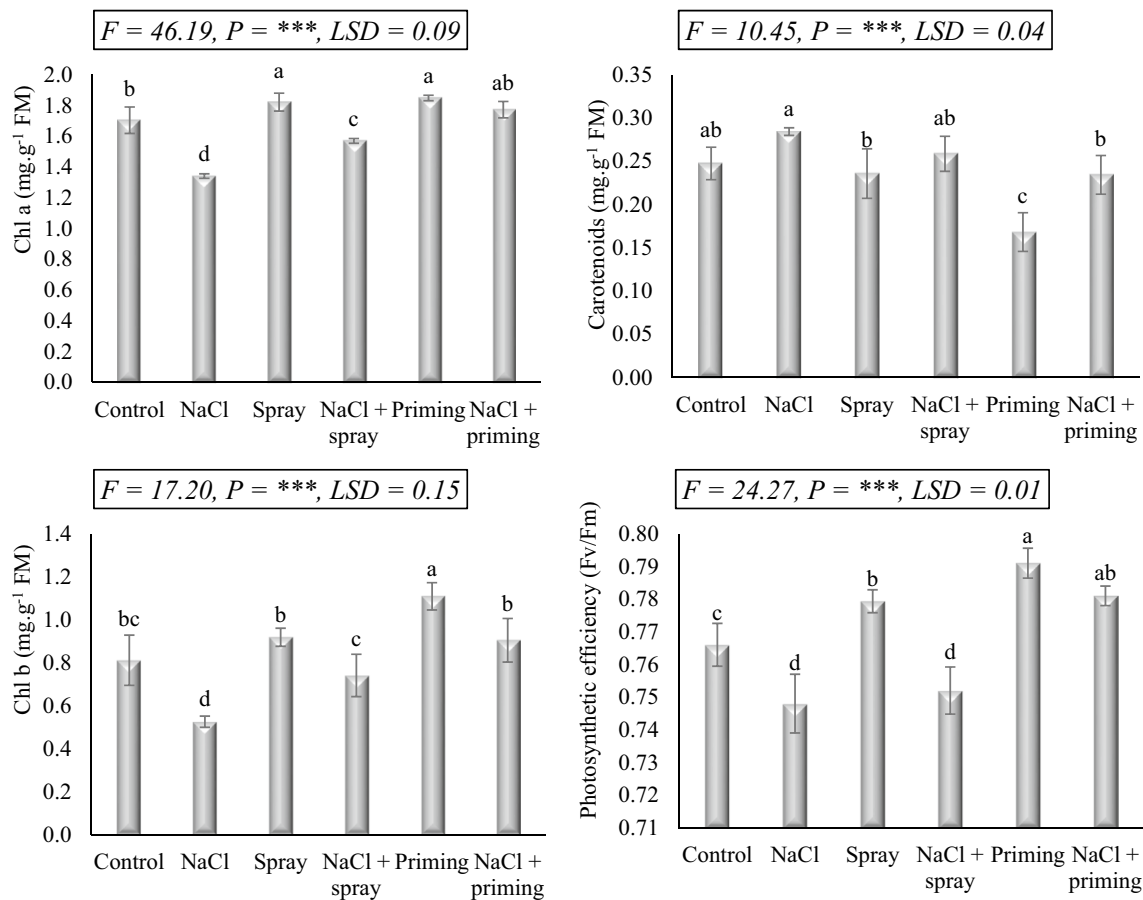 F = 46.19, P = ***, LSD = 0.09
Chl a (mg.g⁻¹ FM)
2.0
1.8
1.6
1.4
1.2
1.0
0.8
0.6
0.4
0.2
0.0
b
d
a
c
a
ab
Control NaCl Spray NaCl + Priming NaCl +
spray priming
F = 10.45, P = ***, LSD = 0.04
Carotenoids (mg.g⁻¹ FM)
0.35
0.30
0.25
0.20
0.15
0.10
0.05
0.00
ab
a
b
ab
c
b
Control NaCl Spray NaCl + Priming NaCl +
spray priming
F = 17.20, P = ***, LSD = 0.15
Chl b (mg.g⁻¹ FM)
1.4
1.2
1.0
0.8
0.6
0.4
0.2
0.0
bc
d
b
c
a
b
Control NaCl Spray NaCl + Priming NaCl +
spray priming
F = 24.27, P = ***, LSD = 0.01
Photosynthetic efficiency (Fv/Fm)
0.80
0.79
0.78
0.77
0.76
0.75
0.74
0.73
0.72
0.71
c
d
b
d
a
ab
Control NaCl Spray NaCl + Priming NaCl +
spray priming